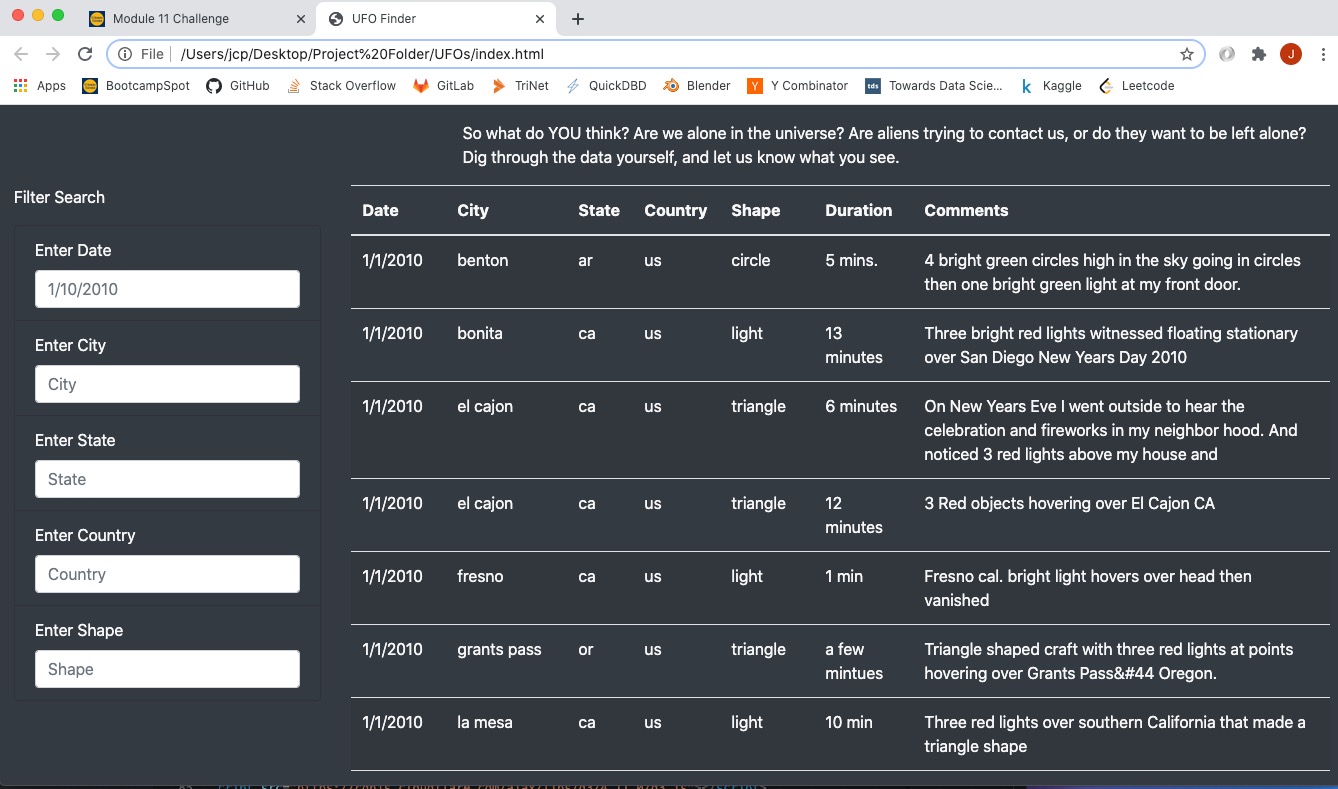 Module 11 Challenge
UFO Finder
File /Users/jcp/Desktop/Project%20Folder/UFOs/index.html
J
Apps BootcampSpot GitHub Stack Overflow GitLab TriNet QuickDBD Blender Y Y Combinator tds Towards Data Scie... k Kaggle Leetcode
So what do YOU think? Are we alone in the universe? Are aliens trying to contact us, or do they want to be left alone?
Dig through the data yourself, and let us know what you see.
Filter Search
Enter Date
1/10/2010
Enter City
City
Enter State
State
Enter Country
Country
Enter Shape
Shape
Date City State Country Shape Duration Comments
1/1/2010 benton ar us circle 5 mins. 4 bright green circles high in the sky going in circles
then one bright green light at my front door.
1/1/2010 bonita ca us light 13 Three bright red lights witnessed floating stationary
minutes over San Diego New Years Day 2010
1/1/2010 el cajon ca us triangle 6 minutes On New Years Eve I went outside to hear the
celebration and fireworks in my neighbor hood. And
noticed 3 red lights above my house and
1/1/2010 el cajon ca us triangle 12 3 Red objects hovering over El Cajon CA
minutes
1/1/2010 fresno ca us light 1 min Fresno cal. bright light hovers over head then
vanished
1/1/2010 grants pass or us triangle a few Triangle shaped craft with three red lights at points
mintues hovering over Grants Pass&#44 Oregon.
1/1/2010 la mesa ca us light 10 min Three red lights over southern California that made a
triangle shape